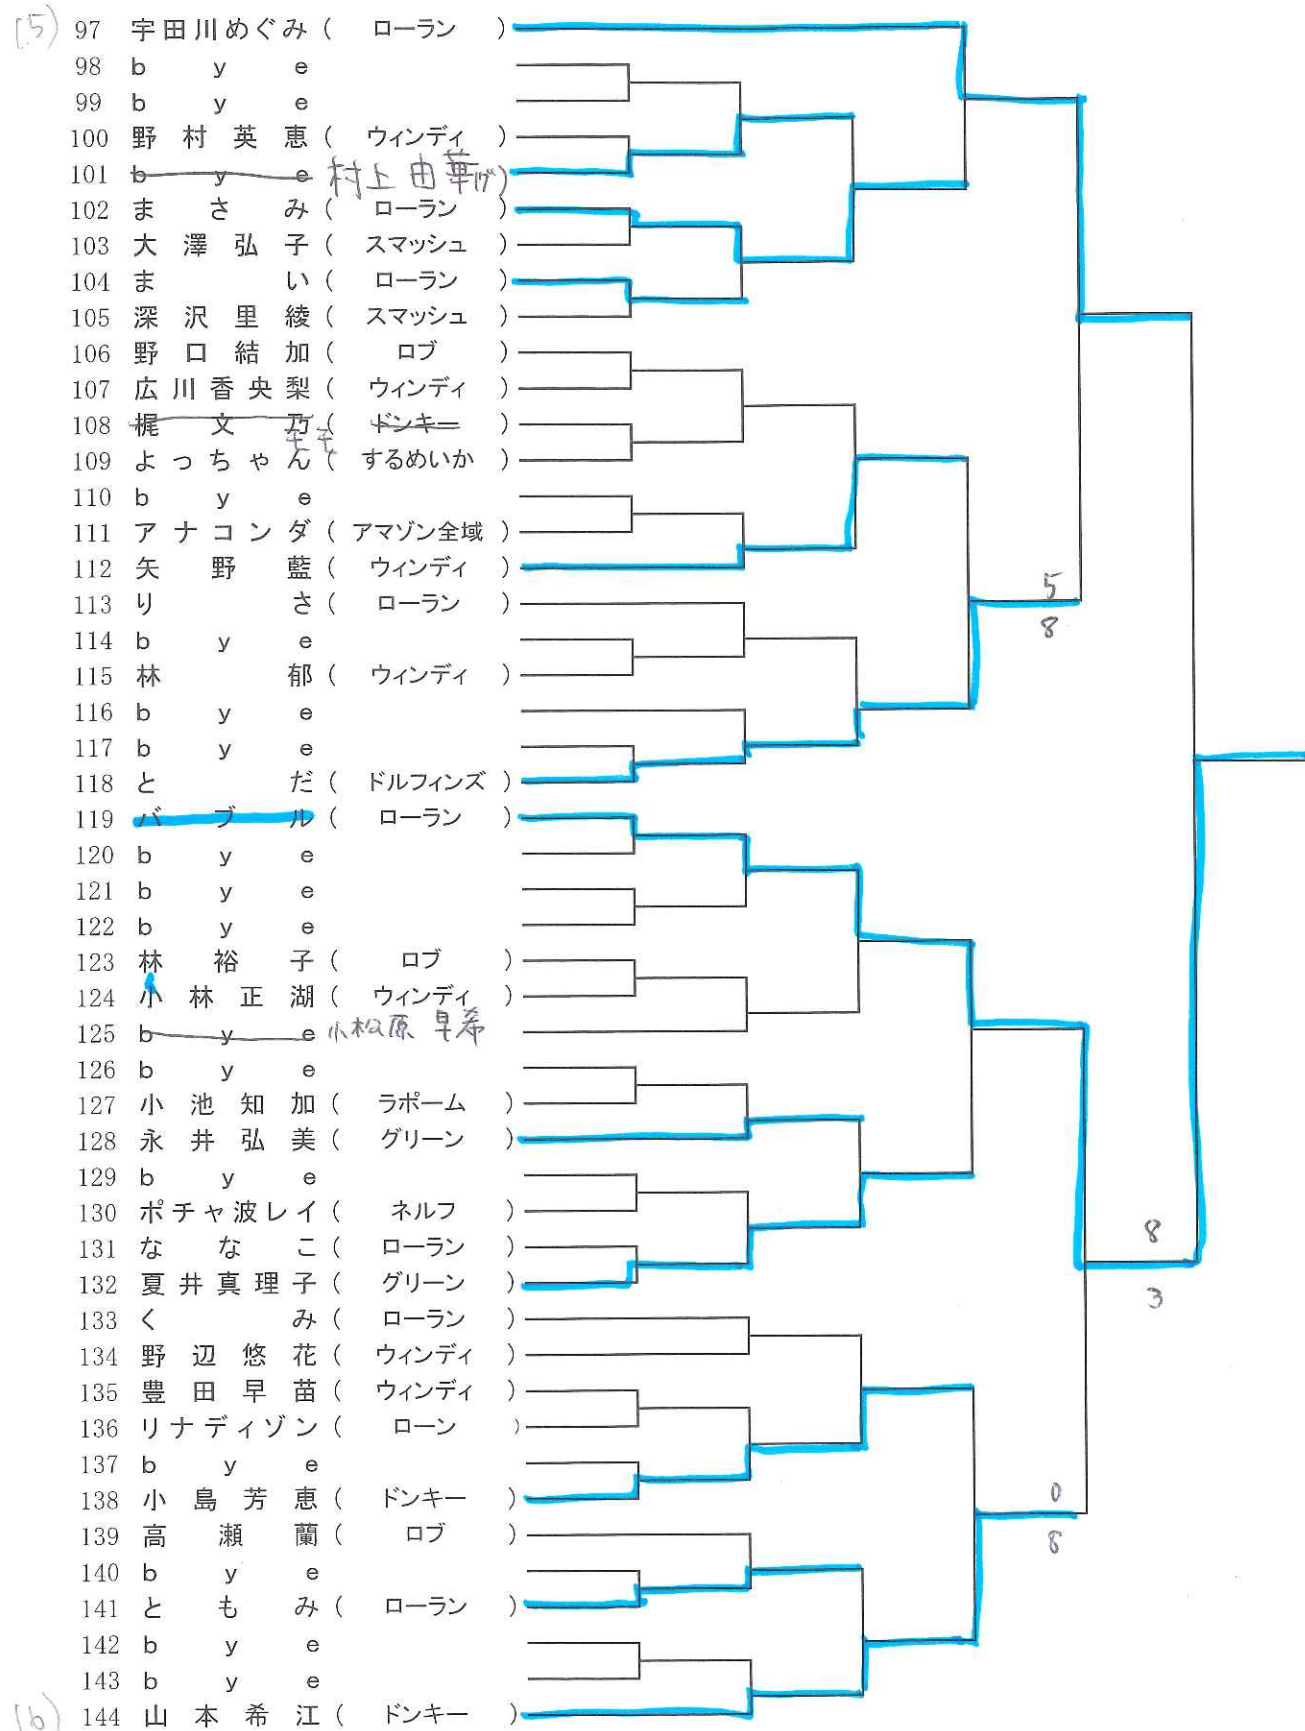 (5) 97 宇田川めぐみ ( ローラン )
98 b y e
99 b y e
100 野村英恵 ( ウィンディ )
101 b y e 村上由華
102 まさみ ( ローラン )
103 大澤弘子 ( スマッシュ )
104 まい ( ローラン )
105 深沢里綾 ( スマッシュ )
106 野口結加 ( ロブ )
107 広川香央梨 ( ウィンディ )
108 梶文乃 ( ドンキー )
109 よっちゃん ( するめいか )
110 b y e
111 アナコンダ ( アマゾン全域 )
112 矢野藍 ( ウィンディ )
113 りさ ( ローラン )
5
8
114 b y e
115 林郁 ( ウィンディ )
116 b y e
117 b y e
118 とだ ( ドルフィンズ )
119 バブル ( ローラン )
120 b y e
121 b y e
122 b y e
123 林裕子 ( ロブ )
124 小林正湖 ( ウィンディ )
125 b y e 小松原 早希
126 b y e
127 小池知加 ( ラポーム )
128 永井弘美 ( グリーン )
129 b y e
130 ポチャ波レイ ( ネルフ )
8
131 ななこ ( ローラン )
132 夏井真理子 ( グリーン )
3
133 くみ ( ローラン )
134 野辺悠花 ( ウィンディ )
135 豊田早苗 ( ウィンディ )
136 リナディゾン ( ローン )
137 b y e
138 小島芳恵 ( ドンキー )
0
139 高瀬蘭 ( ロブ )
8
140 b y e
141 ともみ ( ローラン )
142 b y e
143 b y e
(6) 144 山本希江 ( ドンキー )